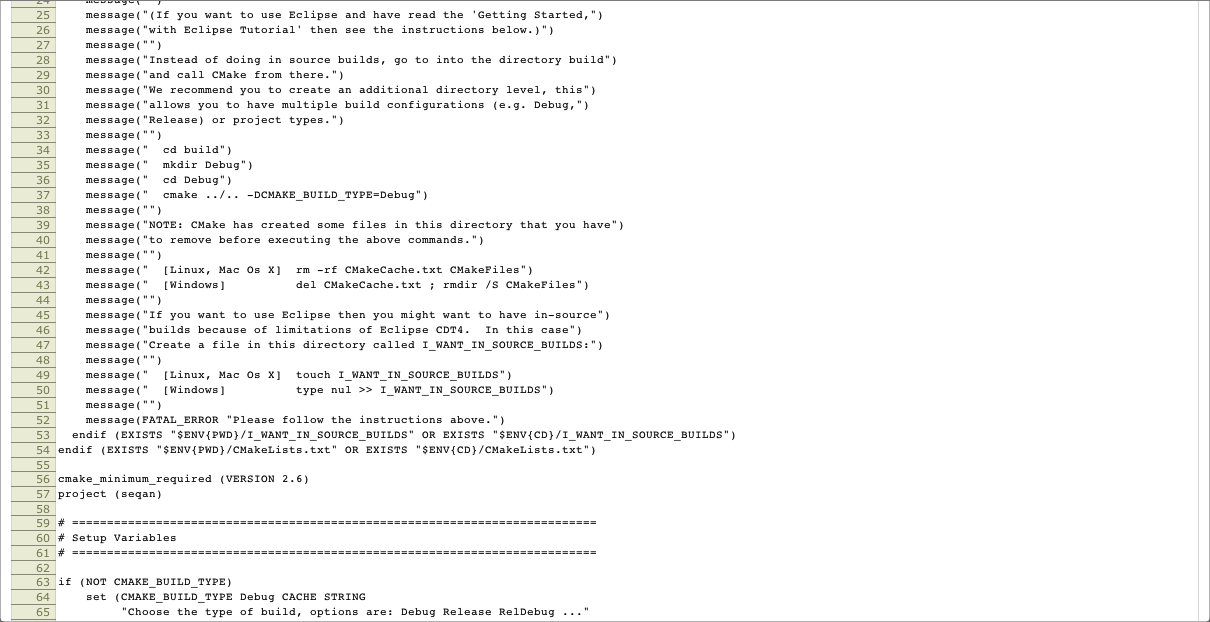 24     message("")
25     message("(If you want to use Eclipse and have read the 'Getting Started,")
26     message("with Eclipse Tutorial' then see the instructions below.)")
27     message("")
28     message("Instead of doing in source builds, go to into the directory build")
29     message("and call CMake from there.")
30     message("We recommend you to create an additional directory level, this")
31     message("allows you to have multiple build configurations (e.g. Debug,")
32     message("Release) or project types.")
33     message("")
34     message("  cd build")
35     message("  mkdir Debug")
36     message("  cd Debug")
37     message("  cmake ../.. -DCMAKE_BUILD_TYPE=Debug")
38     message("")
39     message("NOTE: CMake has created some files in this directory that you have")
40     message("to remove before executing the above commands.")
41     message("")
42     message("  [Linux, Mac Os X]  rm -rf CMakeCache.txt CMakeFiles")
43     message("  [Windows]          del CMakeCache.txt ; rmdir /S CMakeFiles")
44     message("")
45     message("If you want to use Eclipse then you might want to have in-source")
46     message("builds because of limitations of Eclipse CDT4.  In this case")
47     message("Create a file in this directory called I_WANT_IN_SOURCE_BUILDS:")
48     message("")
49     message("  [Linux, Mac Os X]  touch I_WANT_IN_SOURCE_BUILDS")
50     message("  [Windows]          type nul >> I_WANT_IN_SOURCE_BUILDS")
51     message("")
52     message(FATAL_ERROR "Please follow the instructions above.")
53   endif (EXISTS "$ENV{PWD}/I_WANT_IN_SOURCE_BUILDS" OR EXISTS "$ENV{CD}/I_WANT_IN_SOURCE_BUILDS")
54 endif (EXISTS "$ENV{PWD}/CMakeLists.txt" OR EXISTS "$ENV{CD}/CMakeLists.txt")
55
56 cmake_minimum_required (VERSION 2.6)
57 project (seqan)
58
59 # ===========================================================================
60 # Setup Variables
61 # ===========================================================================
62
63 if (NOT CMAKE_BUILD_TYPE)
64     set (CMAKE_BUILD_TYPE Debug CACHE STRING
65          "Choose the type of build, options are: Debug Release RelDebug ..."